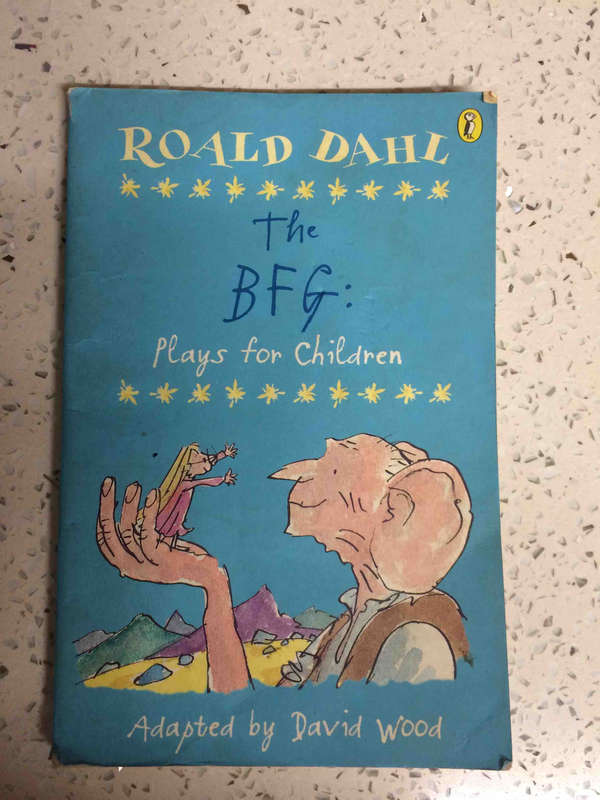 ROALD DAHL
The
BFG:
Plays for Children
Adapted by David Wood